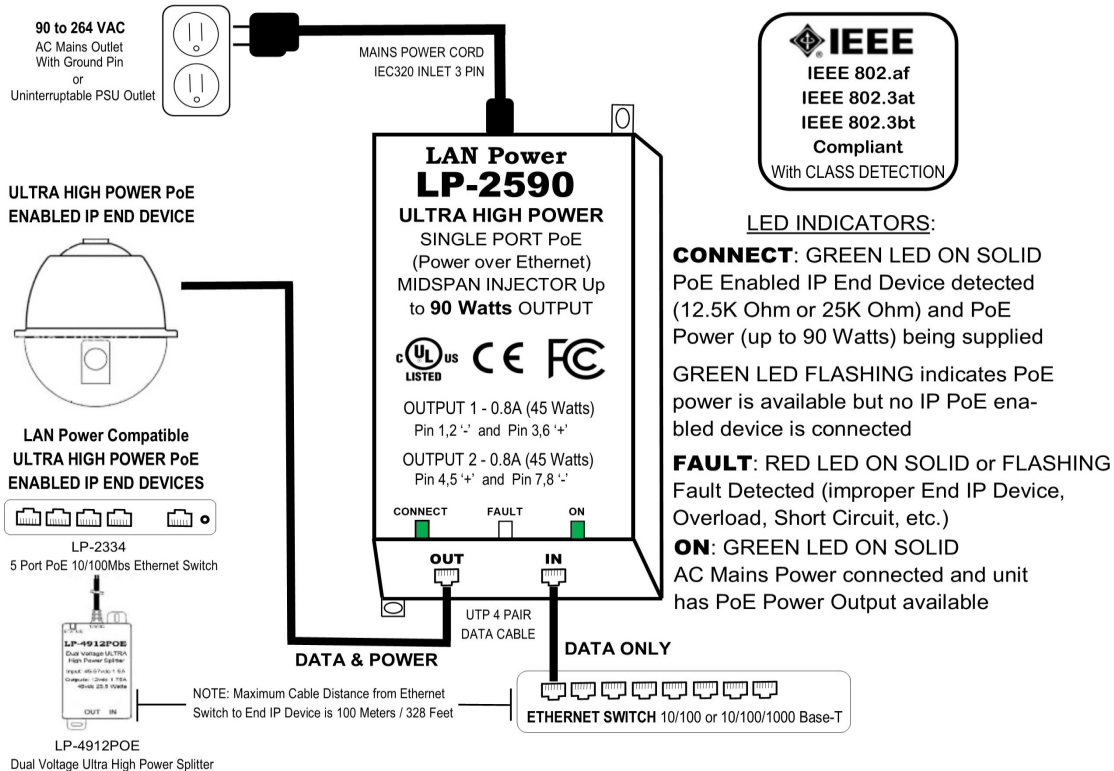 90 to 264 VAC
AC Mains Outlet
With Ground Pin
or
Uninterruptable PSU Outlet
MAINS POWER CORD
IEC320 INLET 3 PIN
IEEE
IEEE 802.af
IEEE 802.3at
IEEE 802.3bt
Compliant
With CLASS DETECTION
ULTRA HIGH POWER PoE
ENABLED IP END DEVICE
LAN Power
LP-2590
ULTRA HIGH POWER
SINGLE PORT PoE
(Power over Ethernet)
MIDSPAN INJECTOR Up
to 90 Watts OUTPUT
C UL US
LISTED
CE
FC
OUTPUT 1 - 0.8A (45 Watts)
Pin 1,2 '-' and Pin 3,6 '+'
OUTPUT 2 - 0.8A (45 Watts)
Pin 4,5 '+' and Pin 7,8 '-'
CONNECT FAULT ON
OUT IN
LED INDICATORS:
CONNECT: GREEN LED ON SOLID
PoE Enabled IP End Device detected
(12.5K Ohm or 25K Ohm) and PoE
Power (up to 90 Watts) being supplied
GREEN LED FLASHING indicates PoE
power is available but no IP PoE ena-
bled device is connected
FAULT: RED LED ON SOLID or FLASHING
Fault Detected (improper End IP Device,
Overload, Short Circuit, etc.)
ON: GREEN LED ON SOLID
AC Mains Power connected and unit
has PoE Power Output available
LAN Power Compatible
ULTRA HIGH POWER PoE
ENABLED IP END DEVICES
LP-2334
5 Port PoE 10/100Mbs Ethernet Switch
UTP 4 PAIR
DATA CABLE
DATA & POWER
DATA ONLY
LP-4912POE
Dual Voltage ULTRA
High Power Splitter
OUT IN
NOTE: Maximum Cable Distance from Ethernet
Switch to End IP Device is 100 Meters / 328 Feet
ETHERNET SWITCH 10/100 or 10/100/1000 Base-T
LP-4912POE
Dual Voltage Ultra High Power Splitter